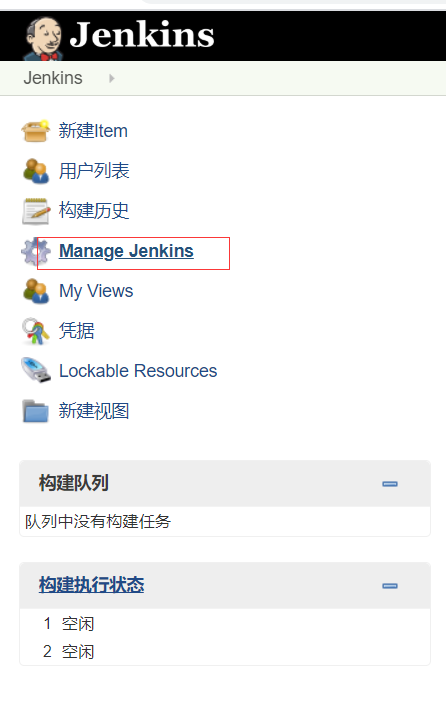 Jenkins
Jenkins
新建Item
用户列表
构建历史
Manage Jenkins
My Views
凭据
Lockable Resources
新建视图
构建队列
队列中没有构建任务
构建执行状态
1 空闲
2 空闲